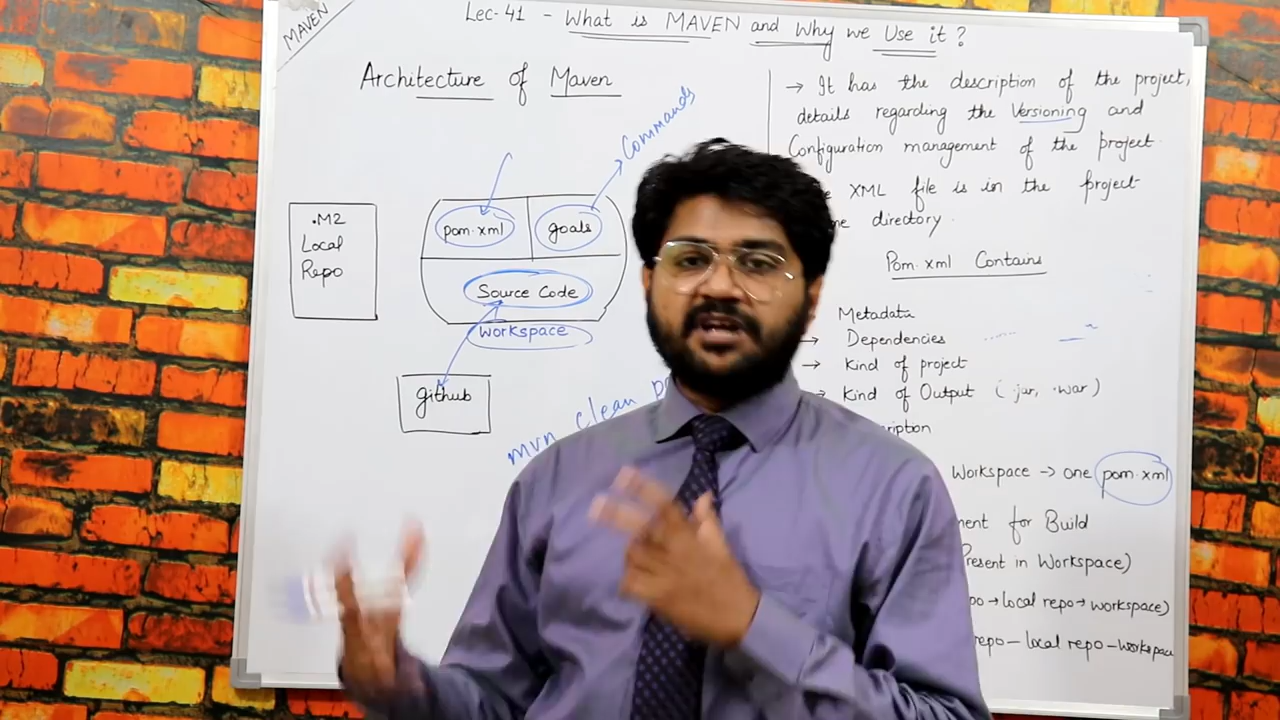 MAVEN
Lec-41 - What is MAVEN and Why we Use it ?
Architecture of Maven
Commands
pom.xml
goals
Source Code
Workspace
.M2
Local
Repo
github
mvn clean
→ It has the description of the project,
details regarding the Versioning and
Configuration management of the project
XML file is in the project
directory.
Pom.xml Contains
Metadata
→ Dependencies
→ Kind of project
→ Kind of Output (.jar, .war)
Workspace → one pom.xml
for Build
Present in Workspace)
→ local repo → workspace)
repo - local repo - workspace